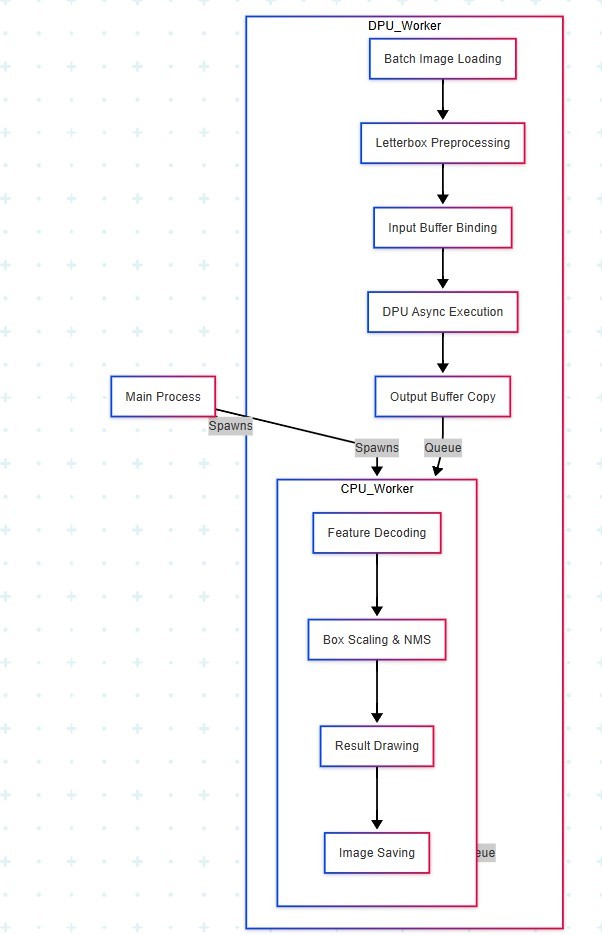 DPU_Worker
Batch Image Loading
Letterbox Preprocessing
Input Buffer Binding
DPU Async Execution
Main Process
Output Buffer Copy
Spawns
Spawns
Queue
CPU_Worker
Feature Decoding
Box Scaling & NMS
Result Drawing
Image Saving